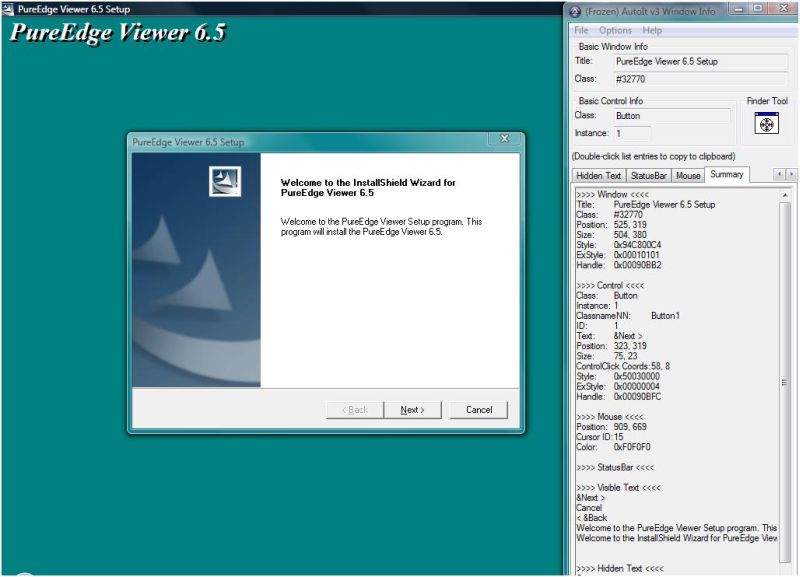 PureEdge Viewer 6.5 Setup
PureEdge Viewer 6.5
PureEdge Viewer 6.5 Setup
Welcome to the InstallShield Wizard for
PureEdge Viewer 6.5
Welcome to the PureEdge Viewer Setup program. This
program will install the PureEdge Viewer 6.5.
< Back Next > Cancel
(Frozen) AutoIt v3 Window Info
File Options Help
Basic Window Info
Title: PureEdge Viewer 6.5 Setup
Class: #32770
Basic Control Info Finder Tool
Class: Button
Instance: 1
(Double-click list entries to copy to clipboard)
Hidden Text StatusBar Mouse Summary
>>>> Window <<<<
Title: PureEdge Viewer 6.5 Setup
Class: #32770
Position: 525, 319
Size: 504, 380
Style: 0x94C800C4
ExStyle: 0x00010101
Handle: 0x00090BB2
>>>> Control <<<<
Class: Button
Instance: 1
ClassnameNN: Button1
ID: 1
Text: &Next >
Position: 323, 319
Size: 75, 23
ControlClick Coords: 58, 8
Style: 0x50030000
ExStyle: 0x00000004
Handle: 0x00090BFC
>>>> Mouse <<<<
Position: 909, 669
Cursor ID: 15
Color: 0xF0F0F0
>>>> StatusBar <<<<
>>>> Visible Text <<<<
&Next >
Cancel
< &Back
Welcome to the PureEdge Viewer Setup program. This
Welcome to the InstallShield Wizard for PureEdge View
>>>> Hidden Text <<<<